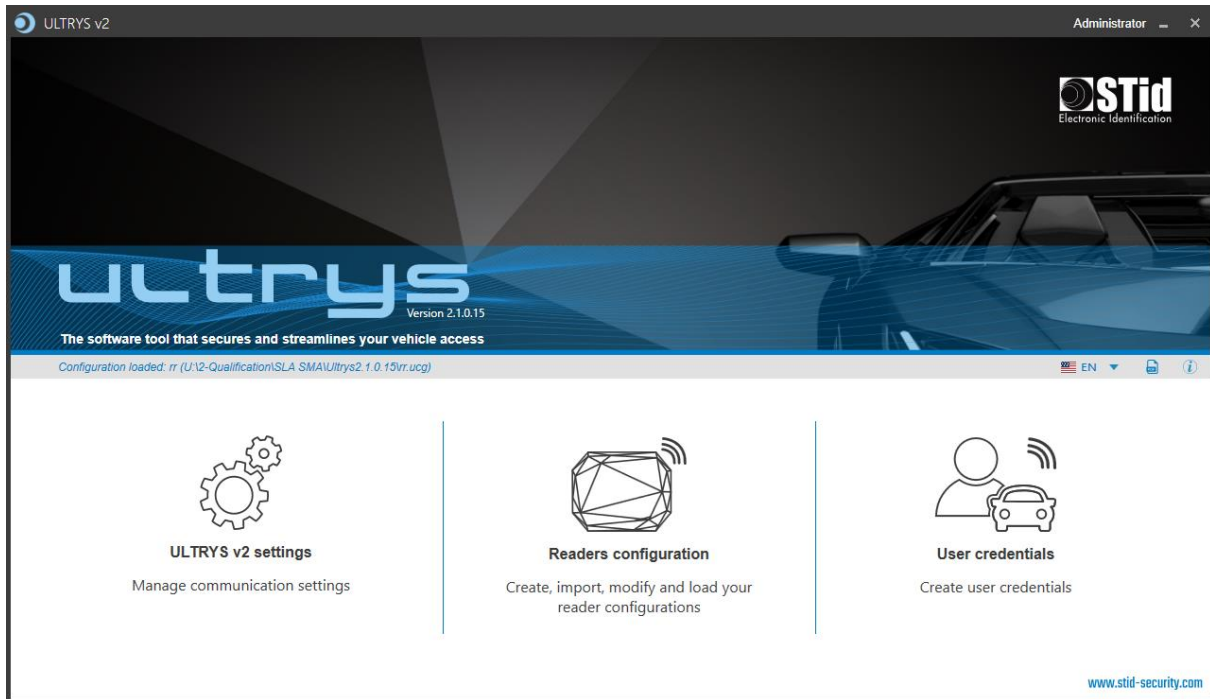 ULTRYS v2
Administrator
STid
Electronic Identification
ultrys
Version 2.1.0.15
The software tool that secures and streamlines your vehicle access
Configuration loaded: rr (U:\2-Qualification\SLA SMA\Ultrys2.1.0.15\rr.ucg)
EN
ULTRYS v2 settings
Manage communication settings
Readers configuration
Create, import, modify and load your
reader configurations
User credentials
Create user credentials
www.stid-security.com